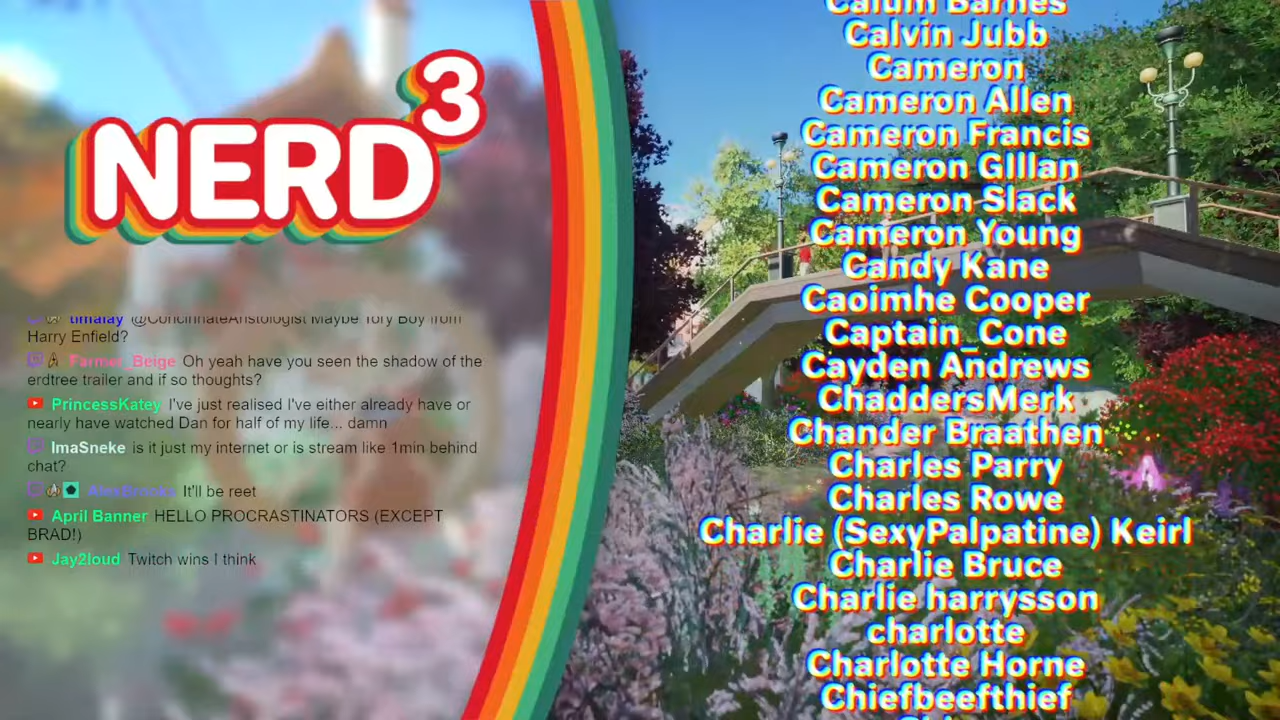 NERD³
timalay @ConcinnateAristologist Maybe Tory Boy from
Harry Enfield?
Farmer_Beige Oh yeah have you seen the shadow of the
erdtree trailer and if so thoughts?
PrincessKatey I've just realised I've either already have or
nearly have watched Dan for half of my life... damn
ImaSneke is it just my internet or is stream like 1min behind
chat?
AlexBrooks It'll be reet
April Banner HELLO PROCRASTINATORS (EXCEPT
BRAD!)
Jay2loud Twitch wins I think
Calum Barnes
Calvin Jubb
Cameron
Cameron Allen
Cameron Francis
Cameron GIllan
Cameron Slack
Cameron Young
Candy Kane
Caoimhe Cooper
Captain_Cone
Cayden Andrews
ChaddersMerk
Chander Braathen
Charles Parry
Charles Rowe
Charlie (SexyPalpatine) Keirl
Charlie Bruce
Charlie harrysson
charlotte
Charlotte Horne
Chiefbeefthief